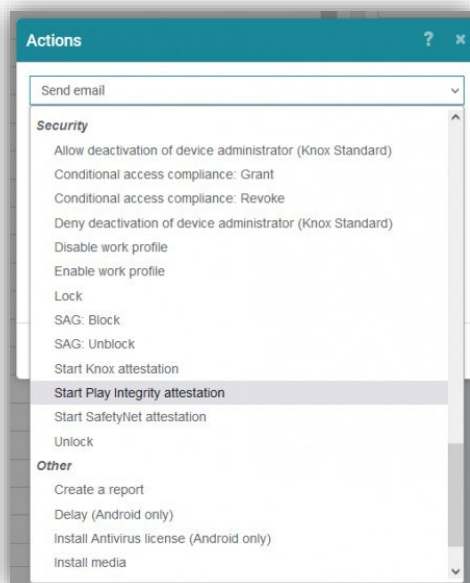 Actions ? ×
Send email
Security
Allow deactivation of device administrator (Knox Standard)
Conditional access compliance: Grant
Conditional access compliance: Revoke
Deny deactivation of device administrator (Knox Standard)
Disable work profile
Enable work profile
Lock
SAG: Block
SAG: Unblock
Start Knox attestation
Start Play Integrity attestation
Start SafetyNet attestation
Unlock
Other
Create a report
Delay (Android only)
Install Antivirus license (Android only)
Install media